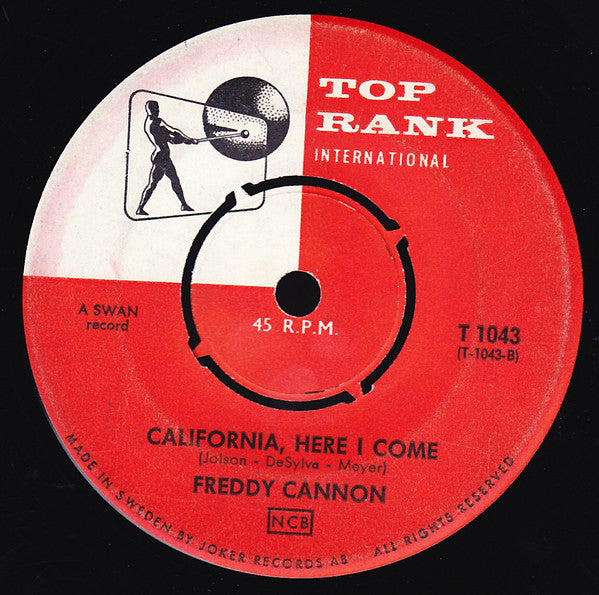 TOP
RANK
INTERNATIONAL
A SWAN
record
45 R.P.M.
T 1043
(T-1043-B)
CALIFORNIA, HERE I COME
(Jolson - DeSylva - Meyer)
FREDDY CANNON
NCB
MADE IN SWEDEN BY JOKER RECORDS AB ALL RIGHTS RESERVED